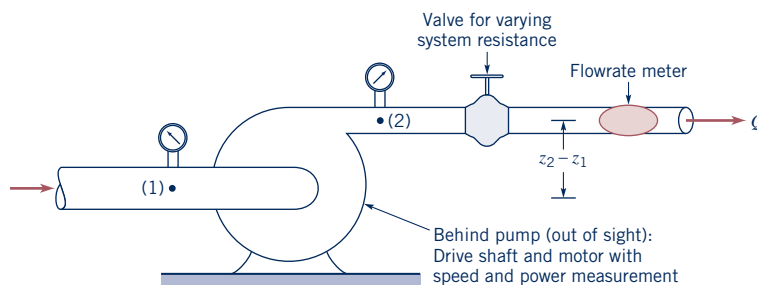 Valve for varying
system resistance
Flowrate meter
(2)
(1)
z2 – z1
Behind pump (out of sight):
Drive shaft and motor with
speed and power measurement